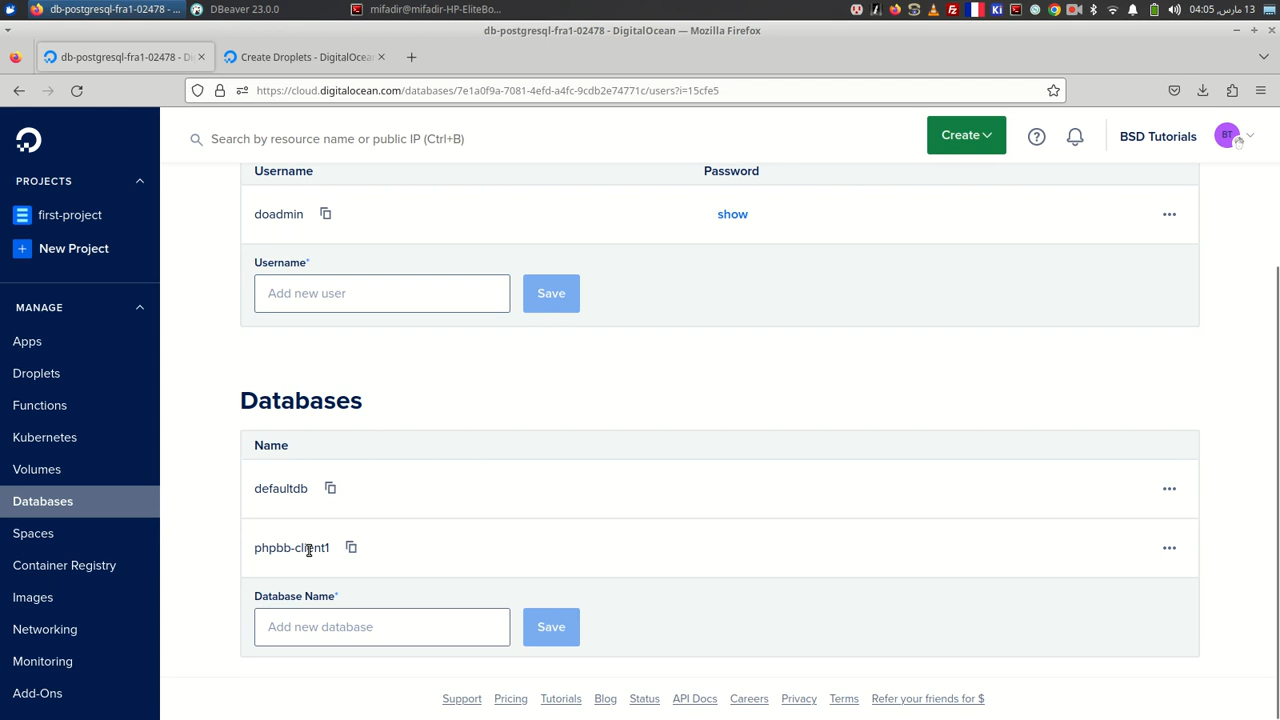 db-postgresql-fra1-02478 - DigitalOcean — Mozilla Firefox
db-postgresql-fra1-02478 - ...
DBeaver 23.0.0
mifadir@mifadir-HP-EliteBo...
Ki
13 مارس, 04:05
db-postgresql-fra1-02478 - Di
Create Droplets - DigitalOcean
https://cloud.digitalocean.com/databases/7e1a0f9a-7081-4efd-a4fc-9cdb2e74771c/users?i=15cfe5
Search by resource name or public IP (Ctrl+B)
Create
BSD Tutorials
BT
PROJECTS
first-project
New Project
MANAGE
Apps
Droplets
Functions
Kubernetes
Volumes
Databases
Spaces
Container Registry
Images
Networking
Monitoring
Add-Ons
Username
Password
doadmin
show
Username*
Add new user
Save
Databases
Name
defaultdb
phpbb-client1
Database Name*
Add new database
Save
Support
Pricing
Tutorials
Blog
Status
API Docs
Careers
Privacy
Terms
Refer your friends for $